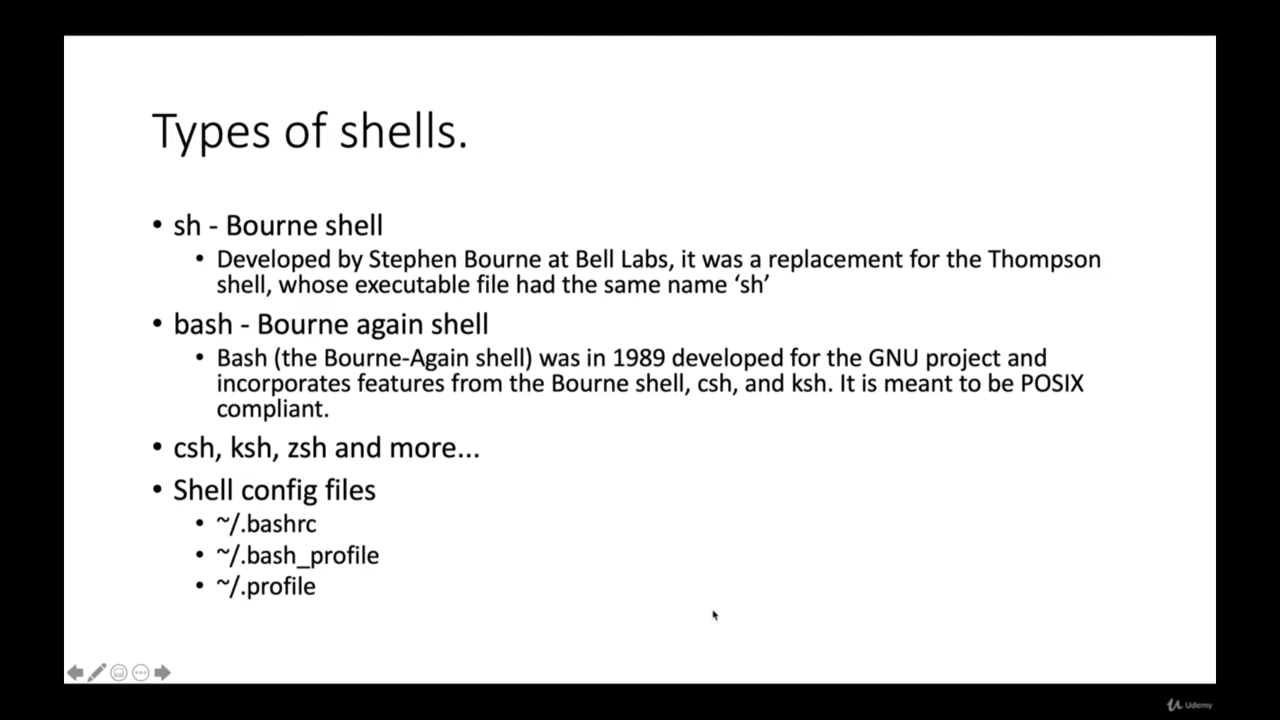 Types of shells.
• sh - Bourne shell
• Developed by Stephen Bourne at Bell Labs, it was a replacement for the Thompson
shell, whose executable file had the same name ‘sh’
• bash - Bourne again shell
• Bash (the Bourne-Again shell) was in 1989 developed for the GNU project and
incorporates features from the Bourne shell, csh, and ksh. It is meant to be POSIX
compliant.
• csh, ksh, zsh and more...
• Shell config files
• ~/.bashrc
• ~/.bash_profile
• ~/.profile
Udemy